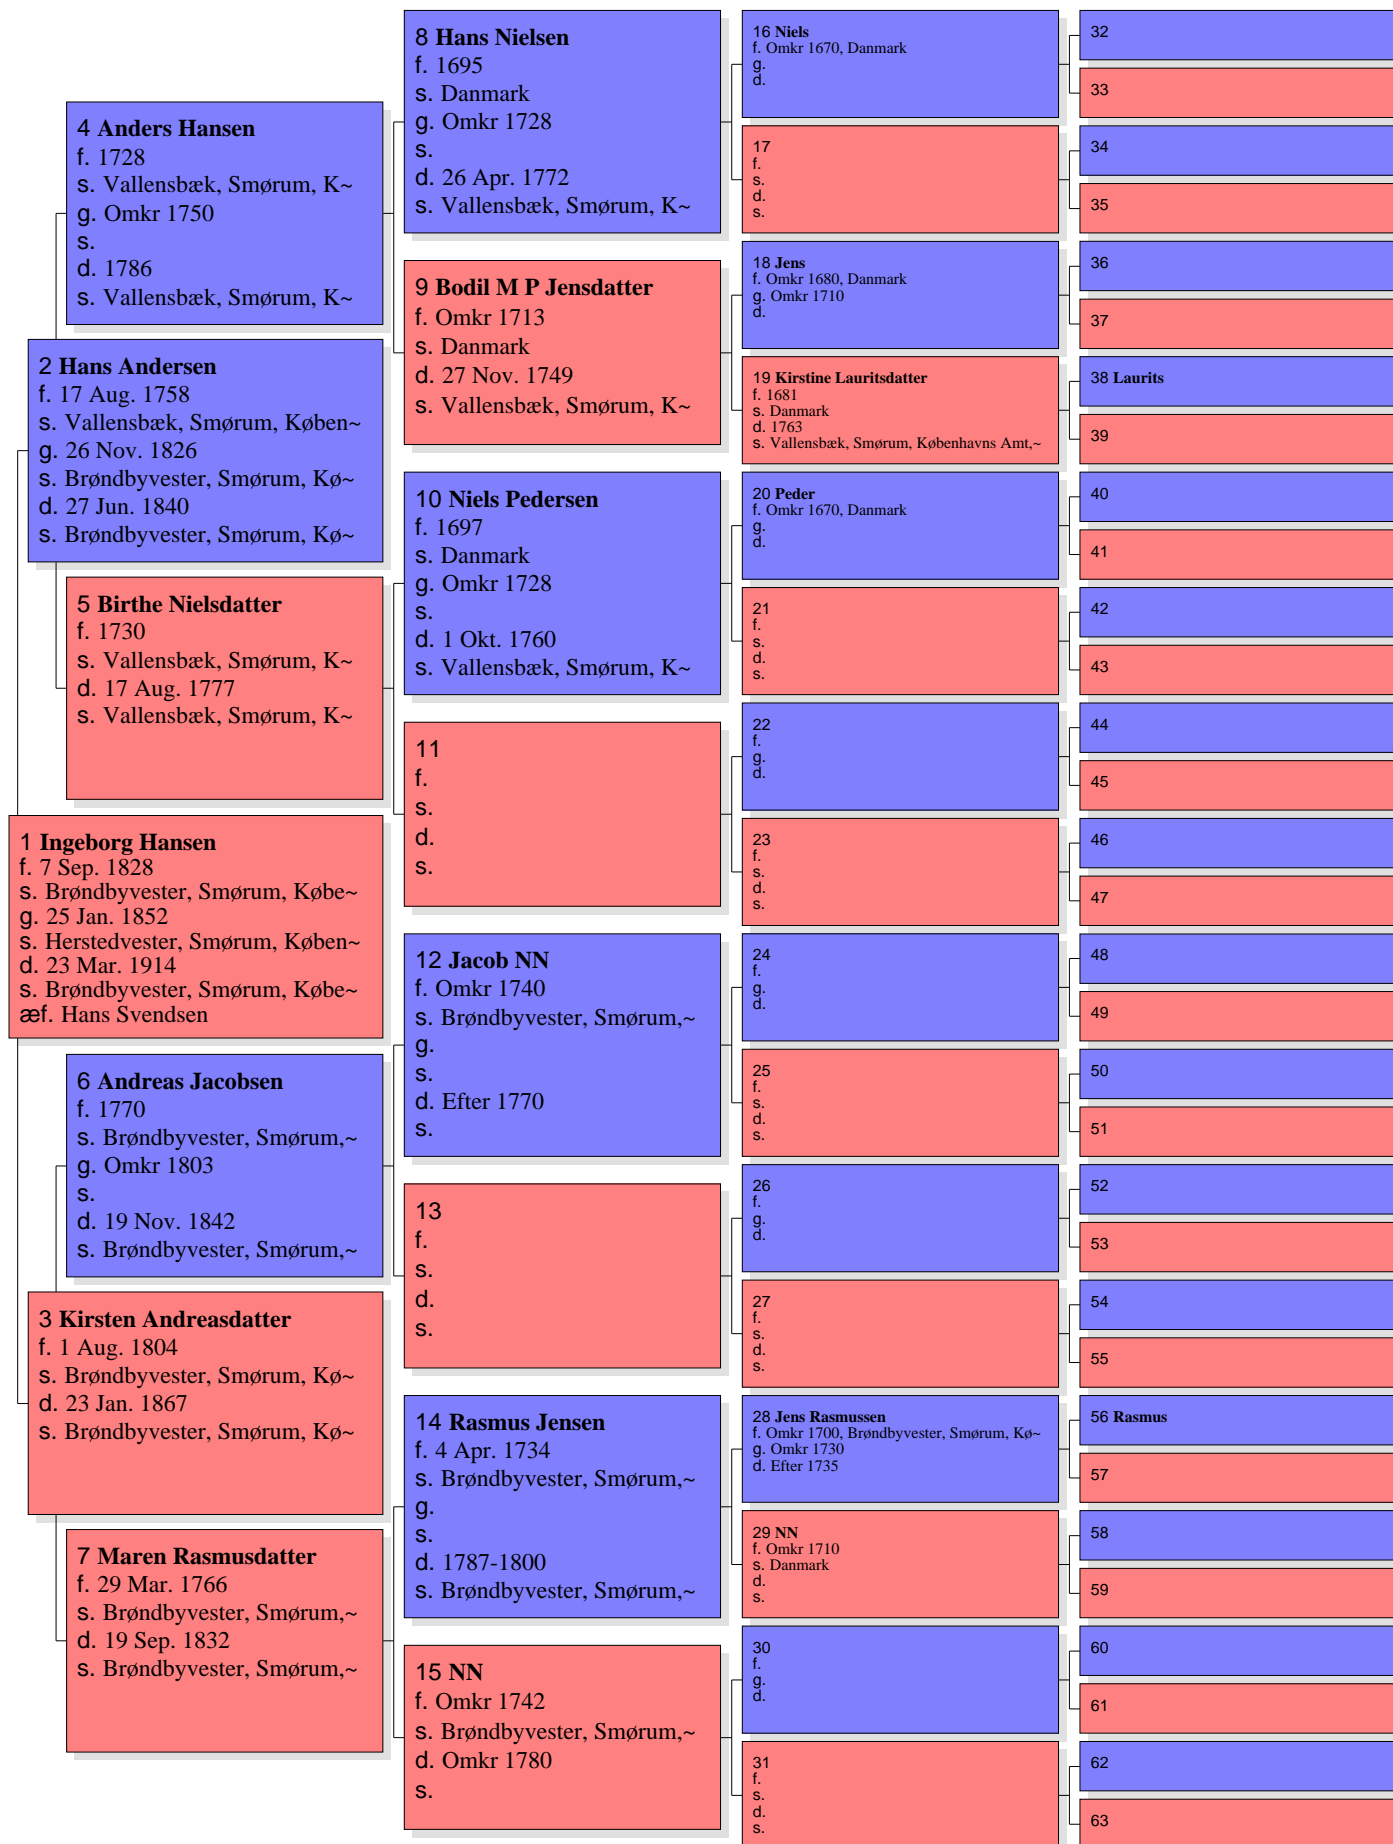 8 Hans Nielsen
f. 1695
s. Danmark
g. Omkr 1728
s.
d. 26 Apr. 1772
s. Vallensbæk, Smørum, K~
16 Niels
f. Omkr 1670, Danmark
g.
d.
32
33
4 Anders Hansen
f. 1728
s. Vallensbæk, Smørum, K~
g. Omkr 1750
s.
d. 1786
s. Vallensbæk, Smørum, K~
17
f.
s.
d.
s.
34
35
9 Bodil M P Jensdatter
f. Omkr 1713
s. Danmark
d. 27 Nov. 1749
s. Vallensbæk, Smørum, K~
18 Jens
f. Omkr 1680, Danmark
g. Omkr 1710
d.
36
37
2 Hans Andersen
f. 17 Aug. 1758
s. Vallensbæk, Smørum, Køben~
g. 26 Nov. 1826
s. Brøndbyvester, Smørum, Kø~
d. 27 Jun. 1840
s. Brøndbyvester, Smørum, Kø~
19 Kirstine Lauritsdatter
f. 1681
s. Danmark
d. 1763
s. Vallensbæk, Smørum, Københavns Amt,~
38 Laurits
39
10 Niels Pedersen
f. 1697
s. Danmark
g. Omkr 1728
s.
d. 1 Okt. 1760
s. Vallensbæk, Smørum, K~
20 Peder
f. Omkr 1670, Danmark
g.
d.
40
41
5 Birthe Nielsdatter
f. 1730
s. Vallensbæk, Smørum, K~
d. 17 Aug. 1777
s. Vallensbæk, Smørum, K~
21
f.
s.
d.
s.
42
43
11
f.
s.
d.
s.
22
f.
g.
d.
44
45
1 Ingeborg Hansen
f. 7 Sep. 1828
s. Brøndbyvester, Smørum, Købe~
g. 25 Jan. 1852
s. Herstedvester, Smørum, Køben~
d. 23 Mar. 1914
s. Brøndbyvester, Smørum, Købe~
æf. Hans Svendsen
23
f.
s.
d.
s.
46
47
12 Jacob NN
f. Omkr 1740
s. Brøndbyvester, Smørum,~
g.
s.
d. Efter 1770
s.
24
f.
g.
d.
48
49
6 Andreas Jacobsen
f. 1770
s. Brøndbyvester, Smørum,~
g. Omkr 1803
s.
d. 19 Nov. 1842
s. Brøndbyvester, Smørum,~
25
f.
s.
d.
s.
50
51
13
f.
s.
d.
s.
26
f.
g.
d.
52
53
3 Kirsten Andreasdatter
f. 1 Aug. 1804
s. Brøndbyvester, Smørum, Kø~
d. 23 Jan. 1867
s. Brøndbyvester, Smørum, Kø~
27
f.
s.
d.
s.
54
55
14 Rasmus Jensen
f. 4 Apr. 1734
s. Brøndbyvester, Smørum,~
g.
s.
d. 1787-1800
s. Brøndbyvester, Smørum,~
28 Jens Rasmussen
f. Omkr 1700, Brøndbyvester, Smørum, Kø~
g. Omkr 1730
d. Efter 1735
56 Rasmus
57
7 Maren Rasmusdatter
f. 29 Mar. 1766
s. Brøndbyvester, Smørum,~
d. 19 Sep. 1832
s. Brøndbyvester, Smørum,~
29 NN
f. Omkr 1710
s. Danmark
d.
s.
58
59
15 NN
f. Omkr 1742
s. Brøndbyvester, Smørum,~
d. Omkr 1780
s.
30
f.
g.
d.
60
61
31
f.
s.
d.
s.
62
63